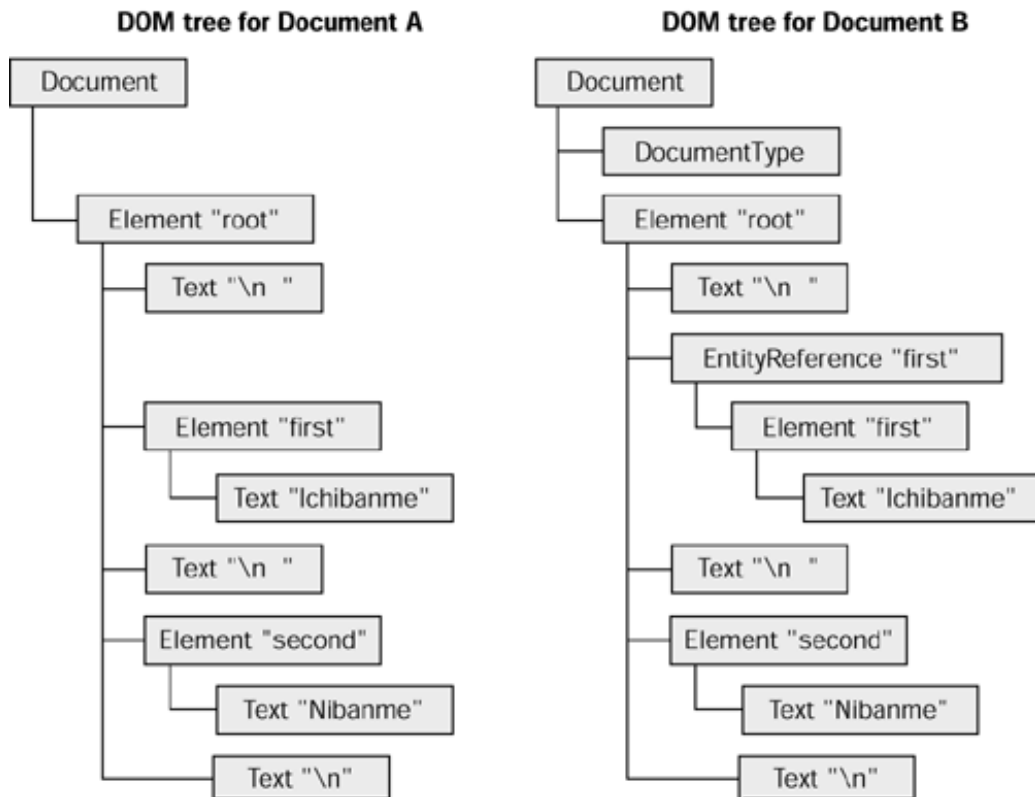 DOM tree for Document A
Document
Element "root"
Text "\n  "
Element "first"
Text "Ichibanme"
Text "\n  "
Element "second"
Text "Nibanme"
Text "\n"
DOM tree for Document B
Document
DocumentType
Element "root"
Text "\n  "
EntityReference "first"
Element "first"
Text "Ichibanme"
Text "\n  "
Element "second"
Text "Nibanme"
Text "\n"